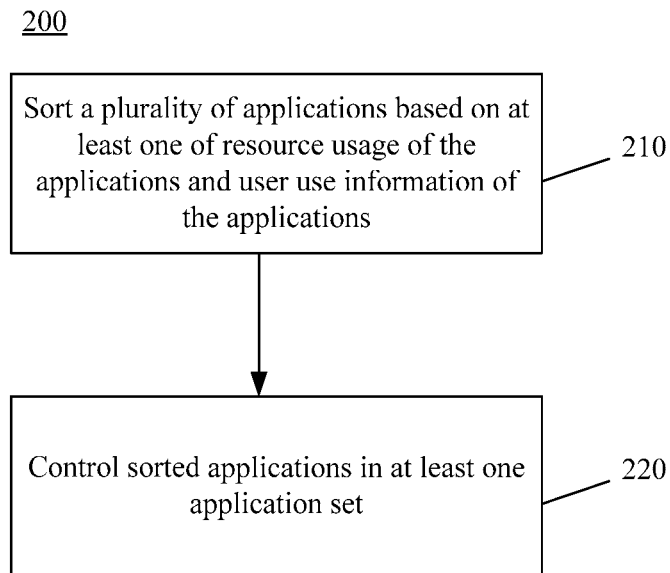 200
Sort a plurality of applications based on at
least one of resource usage of the
applications and user use information of
the applications
210
Control sorted applications in at least one
application set
220